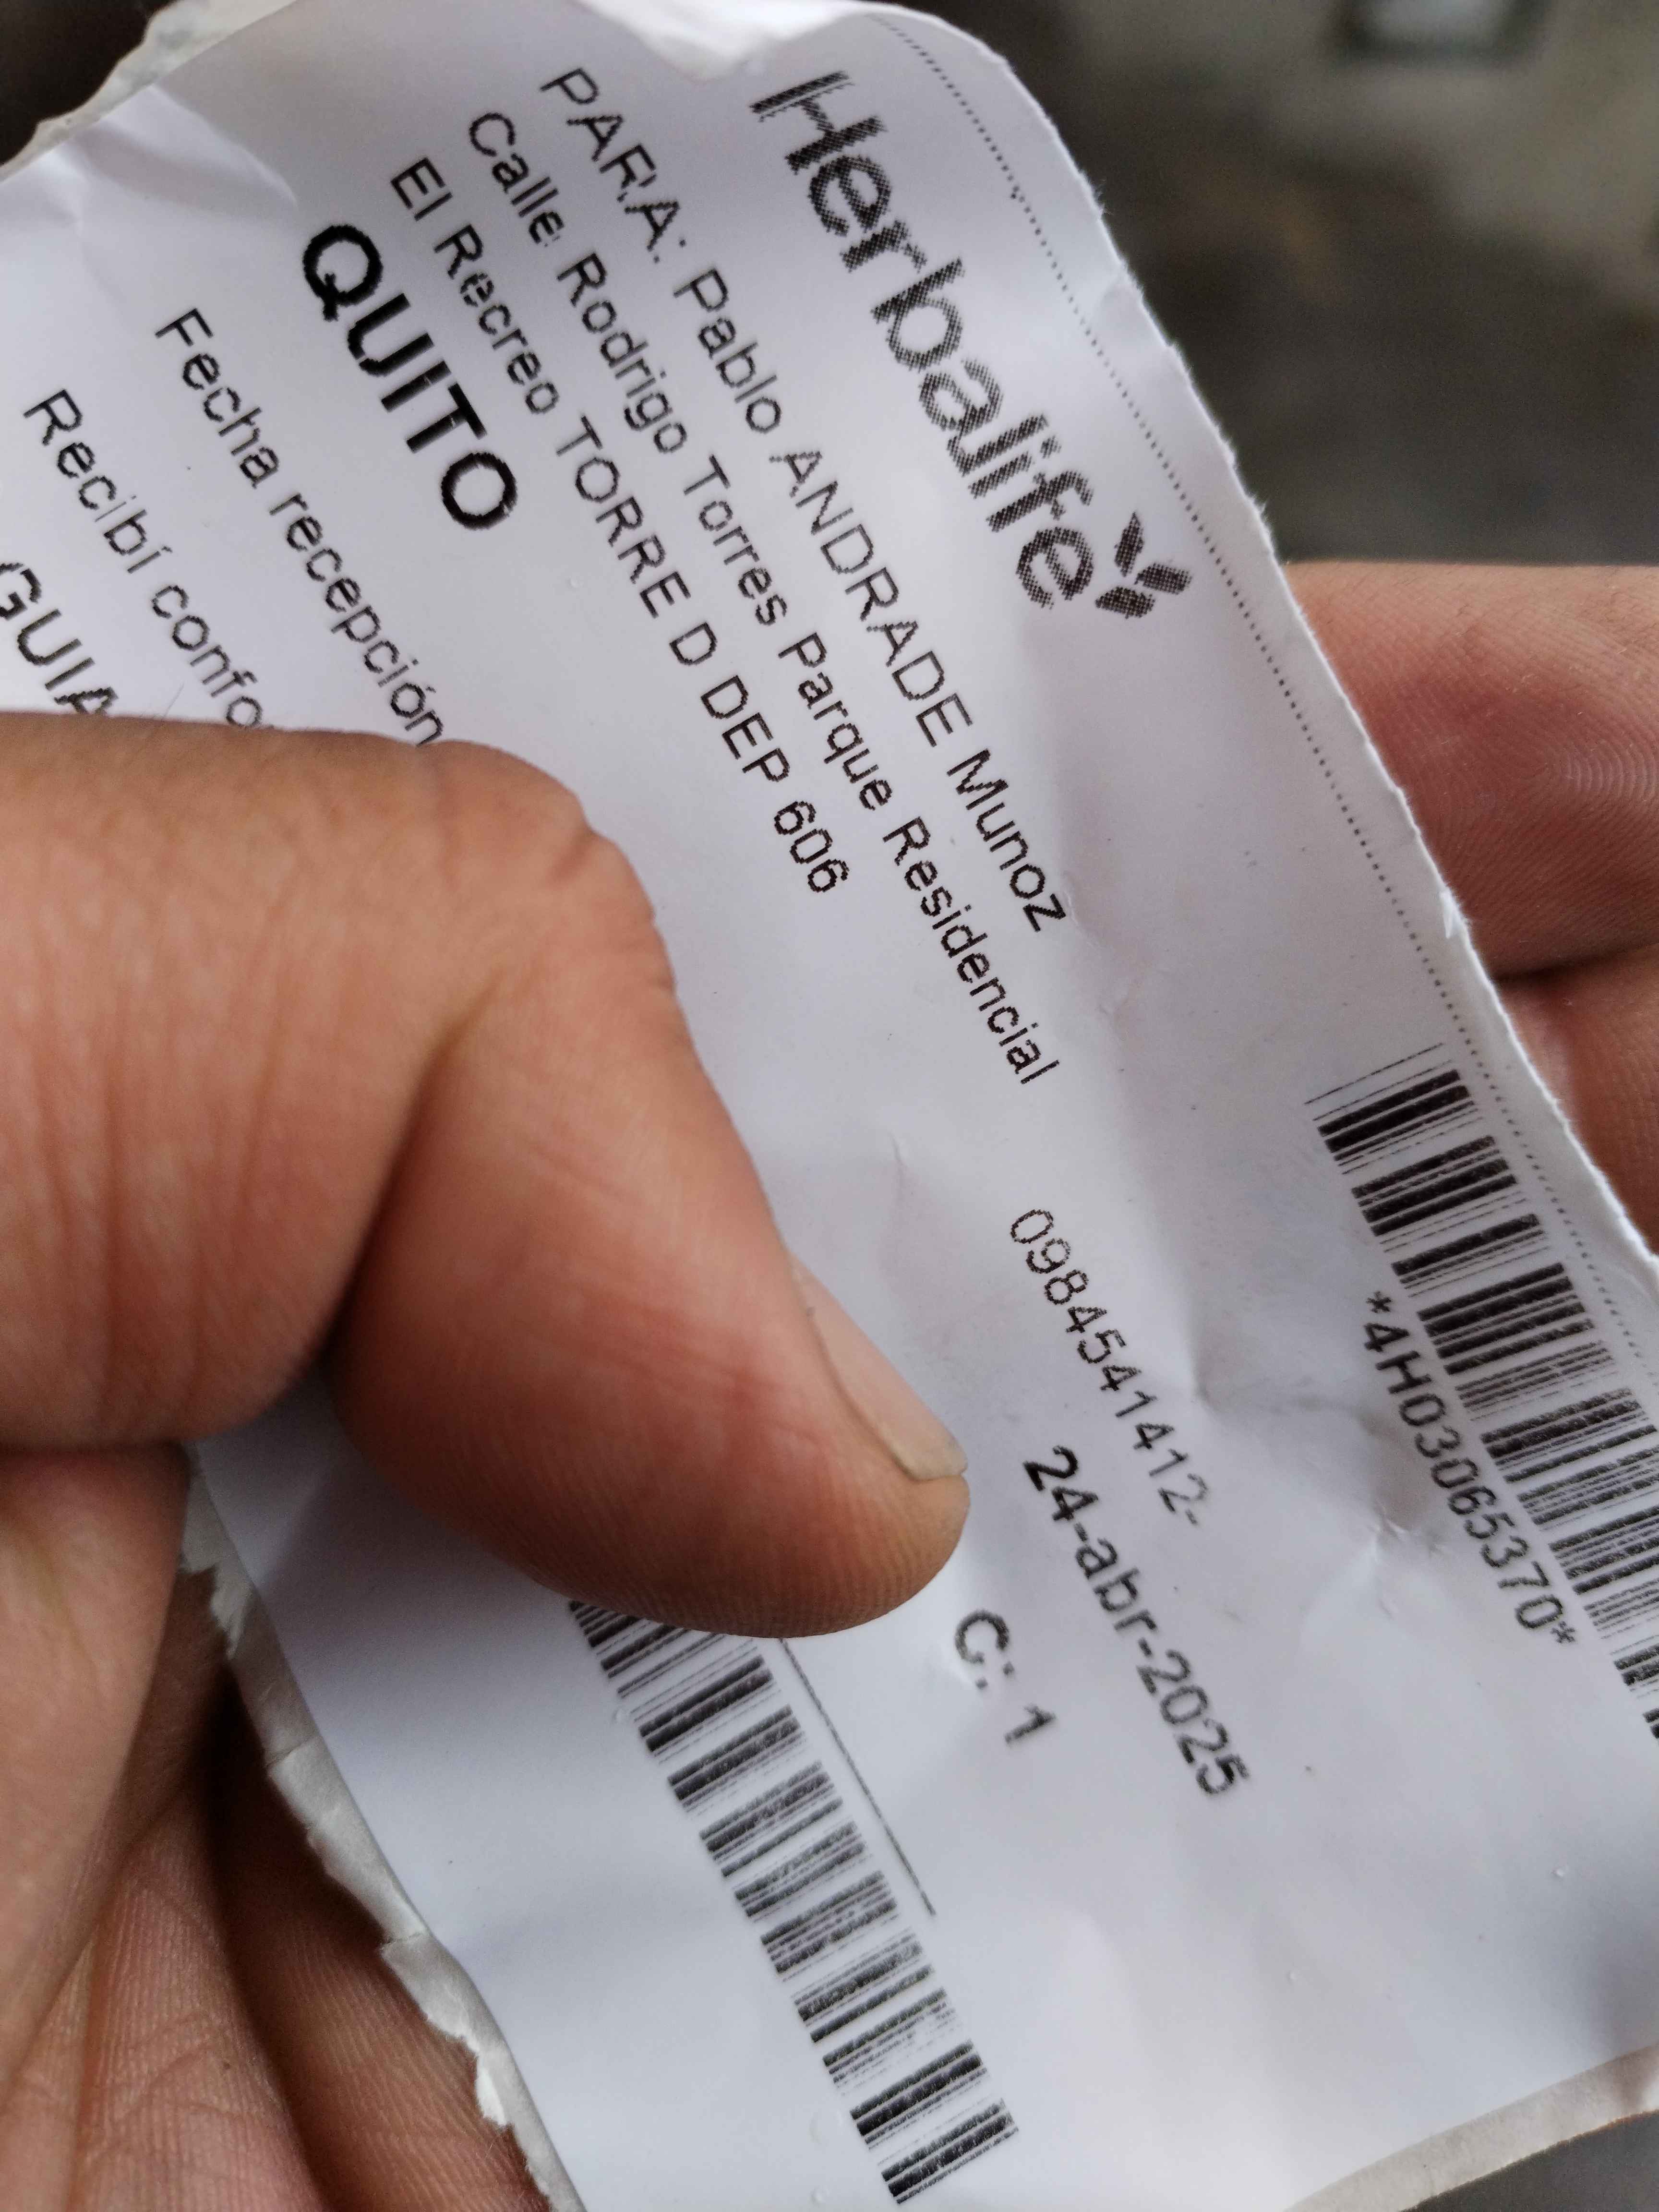 Herbalife
*4H03065370*
PARA: Pablo ANDRADE Munoz
0984541412-
Calle Rodrigo Torres Parque Residencial
24-abr-2025
El Recreo TORRE D DEP 606
QUITO
C: 1
Fecha recepción
Recibí
GUIA